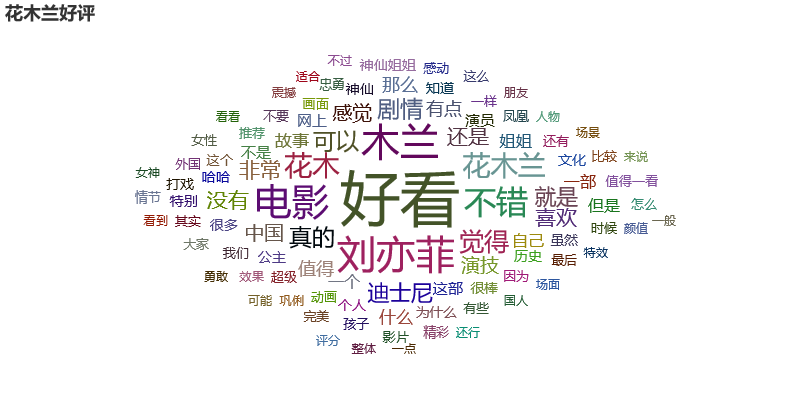 花木兰好评
不过 神仙姐姐 感动 这么
适合 忠勇 神仙 那么 知道 朋友
震撼 画面 感觉 剧情 有点 一样 凤凰 人物
看看 不要 网上 演员
女性 推荐 故事 可以 木兰 还是 姐姐 还有 场景
外国 这个 不是 花木 花木兰 文化 比较 来说
女神 打戏 哈哈 非常 好看 一部 值得一看
情节 特别 没有 电影 不错 就是 但是 怎么
看到 其实 很多 喜欢 时候 颜值 一般
大家 中国 真的 刘亦菲 觉得 自己 虽然
我们 公主 值得 演技 历史 最后 特效
勇敢 效果 超级 一个 迪士尼 这部 很棒 因为 场面
可能 巩俐 动画 个人 有些 国人
完美 孩子 什么 为什么
评分 影片 精彩 还行
整体 一点